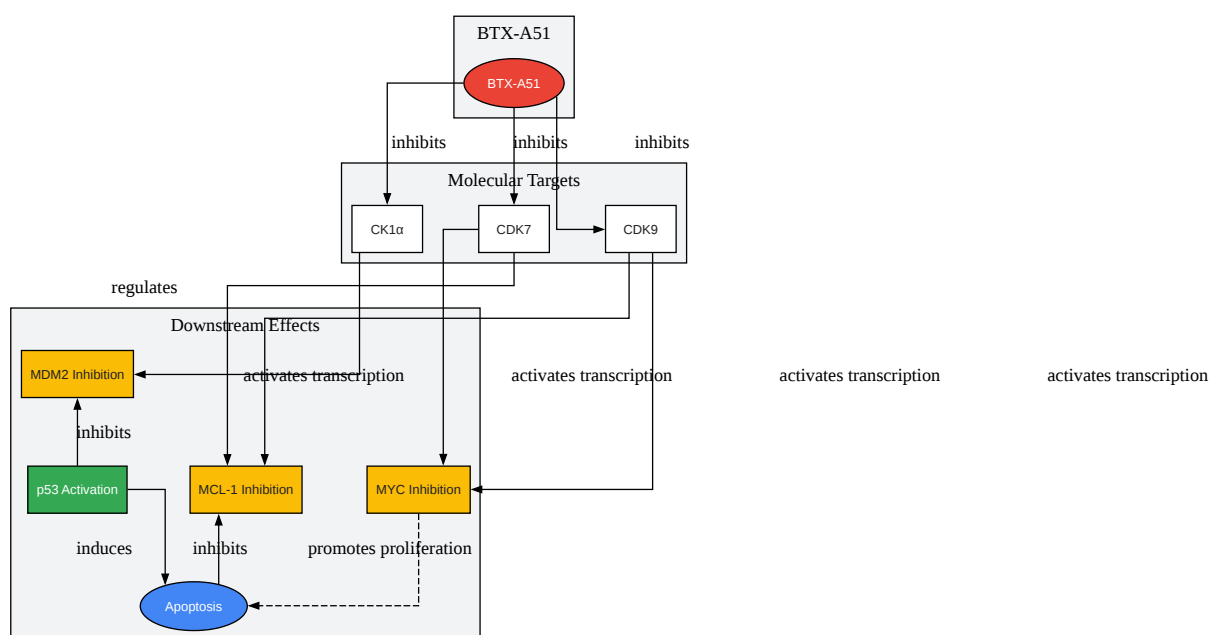 BTX-A51
BTX-A51
inhibits
inhibits
inhibits
Molecular Targets
CK1α
CDK7
CDK9
regulates
Downstream Effects
MDM2 Inhibition
activates transcription
activates transcription
activates transcription
activates transcription
inhibits
p53 Activation
MCL-1 Inhibition
MYC Inhibition
induces
inhibits
promotes proliferation
Apoptosis